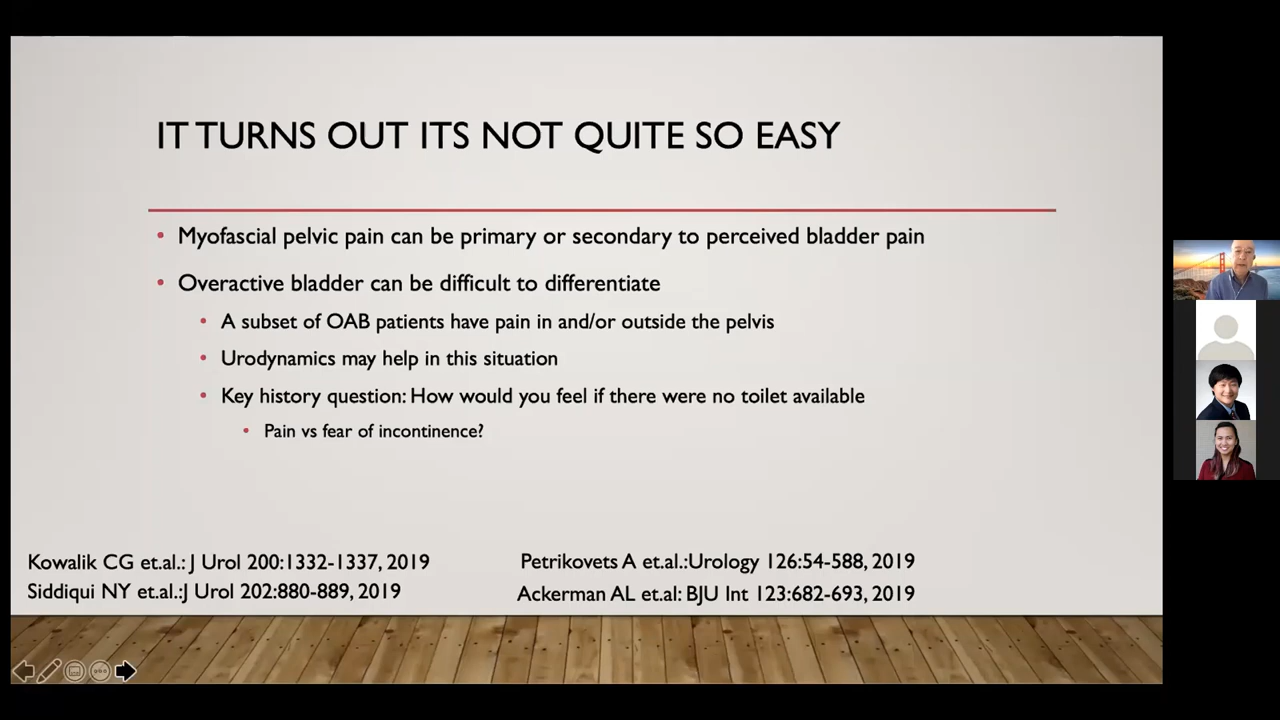 IT TURNS OUT ITS NOT QUITE SO EASY
• Myofascial pelvic pain can be primary or secondary to perceived bladder pain
• Overactive bladder can be difficult to differentiate
• A subset of OAB patients have pain in and/or outside the pelvis
• Urodynamics may help in this situation
• Key history question: How would you feel if there were no toilet available
• Pain vs fear of incontinence?
Kowalik CG et.al.: J Urol 200:1332-1337, 2019
Siddiqui NY et.al.:J Urol 202:880-889, 2019
Petrikovets A et.al.:Urology 126:54-588, 2019
Ackerman AL et.al: BJU Int 123:682-693, 2019